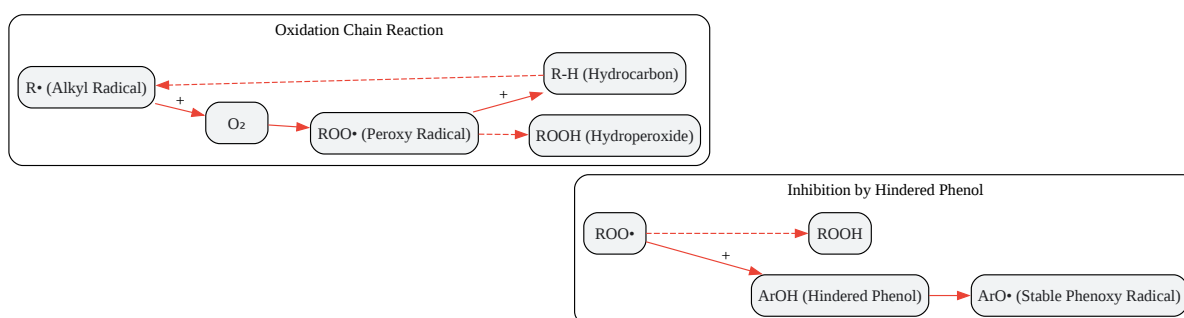 Oxidation Chain Reaction
R• (Alkyl Radical)
+
O₂
ROO• (Peroxy Radical)
+
R-H (Hydrocarbon)
ROOH (Hydroperoxide)
Inhibition by Hindered Phenol
ROO•
ROOH
+
ArOH (Hindered Phenol)
ArO• (Stable Phenoxy Radical)